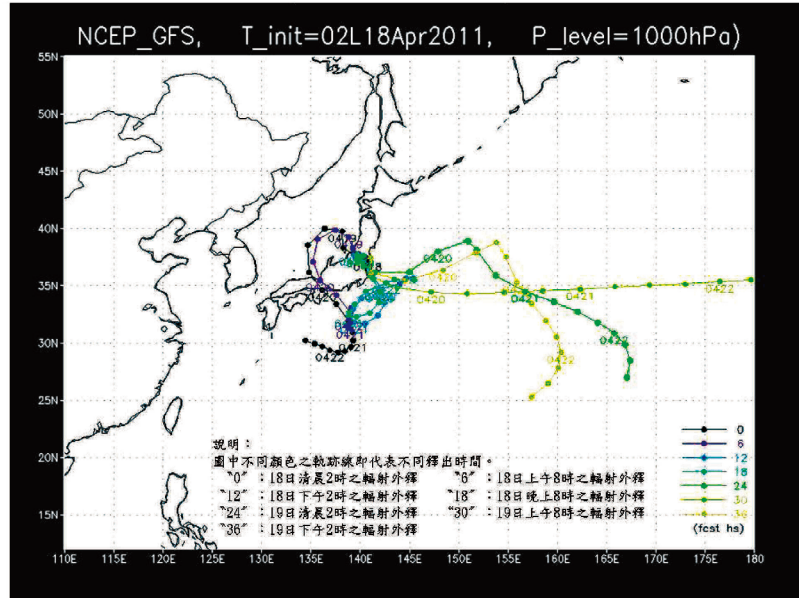 NCEP_GFS, T_init=02L18Apr2011, P_level=1000hPa)
55N
50N
45N
40N
35N
30N
25N
20N
15N
0420
0420
0420
0421
0422
0421
0421
0422
0422
0422
說明：
圖中不同顏色之軌跡線即代表不同釋出時間。
"0" ：18日清晨2時之輻射外釋 "6" ：18日上午8時之輻射外釋
"12" ：18日下午2時之輻射外釋 "18" ：18日晚上8時之輻射外釋
"24" ：19日清晨2時之輻射外釋 "30" ：19日上午8時之輻射外釋
"36" ：19日下午2時之輻射外釋
0
6
12
18
24
30
36
(fcst hs)
110E 115E 120E 125E 130E 135E 140E 145E 150E 155E 160E 165E 170E 175E 180